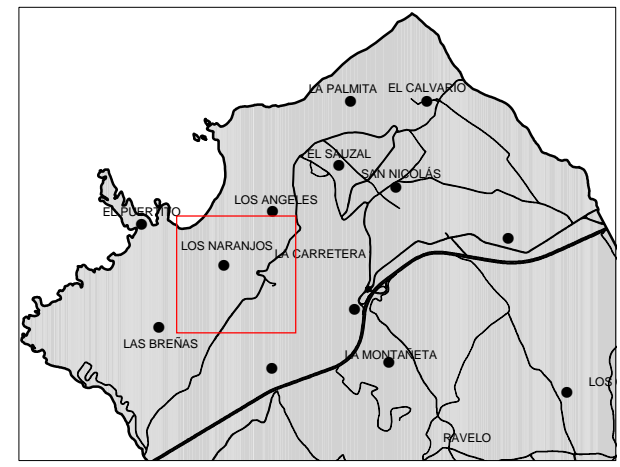 LA PALMITA
EL CALVARIO
EL SAUZAL
SAN NICOLÁS
LOS ANGELES
EL PUERTITO
LOS NARANJOS
LA CARRETERA
LAS BREÑAS
LA MONTAÑETA
LOS
RAVELO